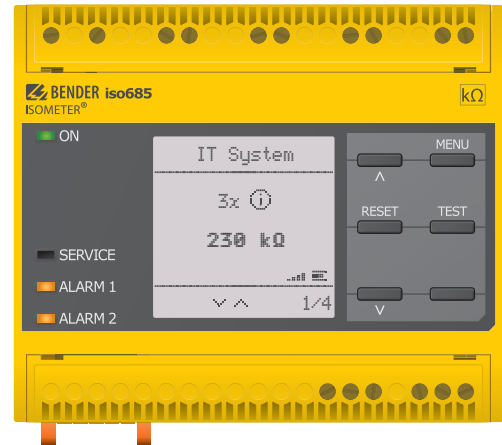 BENDER iso685
ISOMETER®
kΩ
ON
IT System
MENU
3x
RESET
TEST
230 kΩ
SERVICE
ALARM 1
1/4
ALARM 2